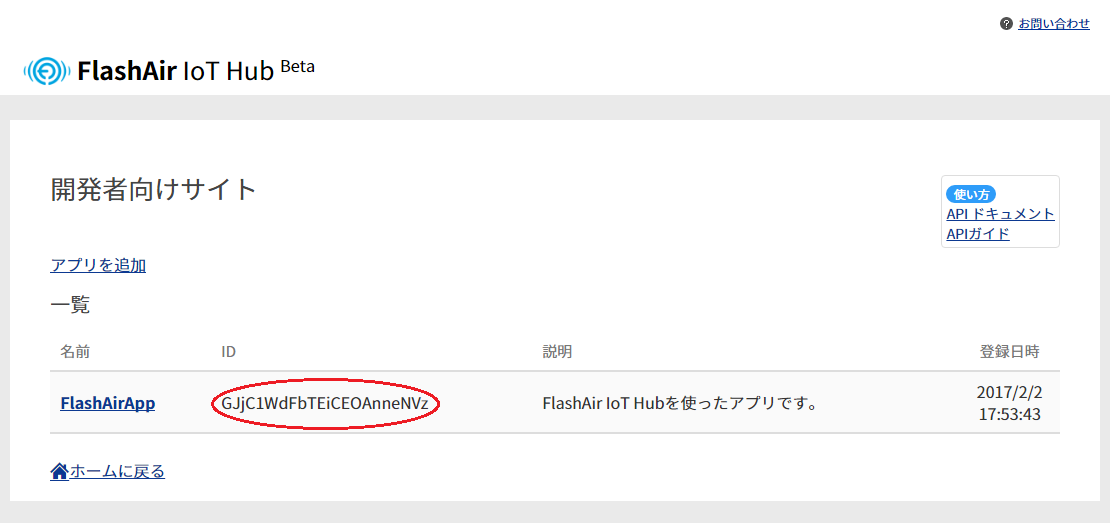 お問い合わせ
FlashAir IoT Hub Beta
開発者向けサイト
使い方
API ドキュメント
APIガイド
アプリを追加
一覧
名前 ID 説明 登録日時
FlashAirApp GJjC1WdFbTEiCEOAnneNVz FlashAir IoT Hubを使ったアプリです。 2017/2/2
17:53:43
ホームに戻る